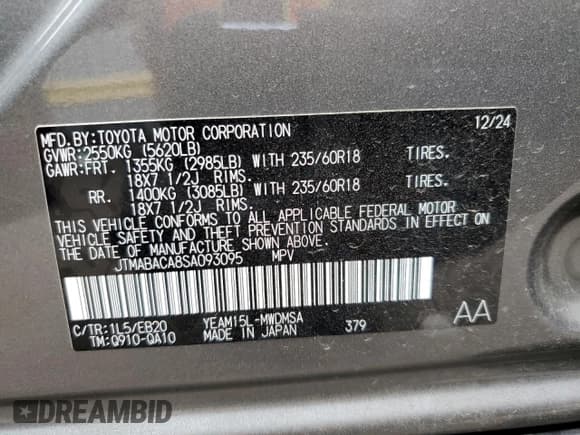 MFD.BY:TOYOTA MOTOR CORPORATION 12/24
GVWR:2550KG (5620LB)
GAWR:FRT. 1355KG (2985LB) WITH 235/60R18 TIRES.
18X7 1/2J RIMS.
RR. 1400KG (3085LB) WITH 235/60R18 TIRES.
18X7 1/2J RIMS.
THIS VEHICLE CONFORMS TO ALL APPLICABLE FEDERAL MOTOR
VEHICLE SAFETY AND THEFT PREVENTION STANDARDS IN EFFECT ON
THE DATE OF MANUFACTURE SHOWN ABOVE.
JTMABACA8SA093095 MPV
C/TR:1L5/EB20 YEAM15L-MWDMSA AA
TM:Q910-QA10 MADE IN JAPAN 379
DREAMBID